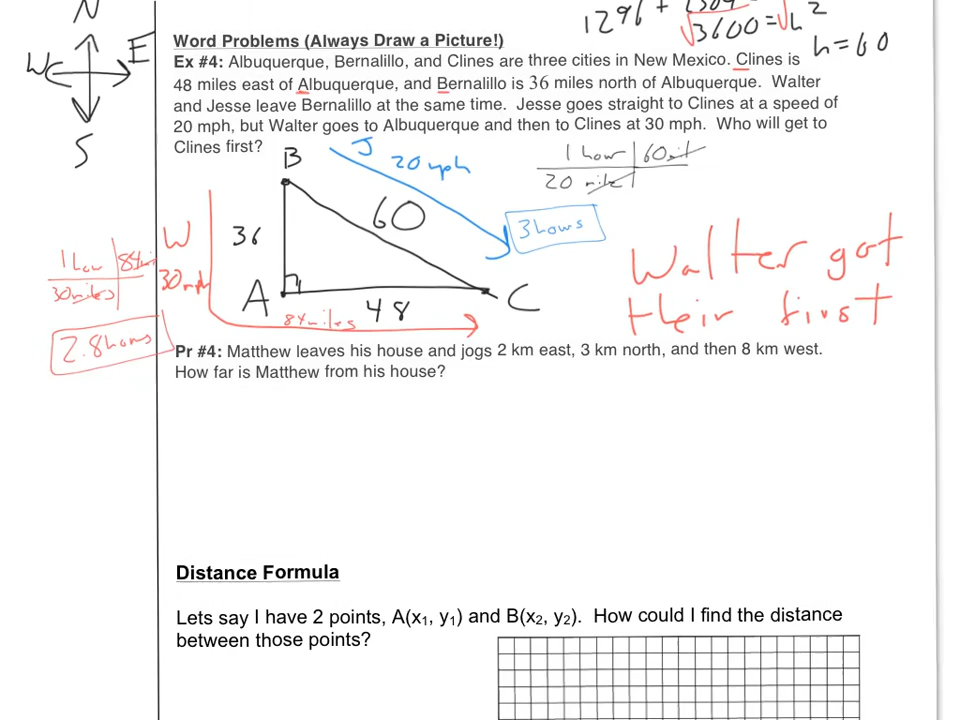 N
1296 +
√3600 = √h²
h = 60
W E
S
Word Problems (Always Draw a Picture!)
Ex #4: Albuquerque, Bernalillo, and Clines are three cities in New Mexico. Clines is
48 miles east of Albuquerque, and Bernalillo is 36 miles north of Albuquerque. Walter
and Jesse leave Bernalillo at the same time. Jesse goes straight to Clines at a speed of
20 mph, but Walter goes to Albuquerque and then to Clines at 30 mph. Who will get to
Clines first?
B
J
20 mph
1 hour 60
20 mile
60
3 hours
W
30 mph
36
A
48
C
84 miles
1 hour 84
30 miles
2.8 hours
Walter got
their first
Pr #4: Matthew leaves his house and jogs 2 km east, 3 km north, and then 8 km west.
How far is Matthew from his house?
Distance Formula
Lets say I have 2 points, A(x₁, y₁) and B(x₂, y₂). How could I find the distance
between those points?